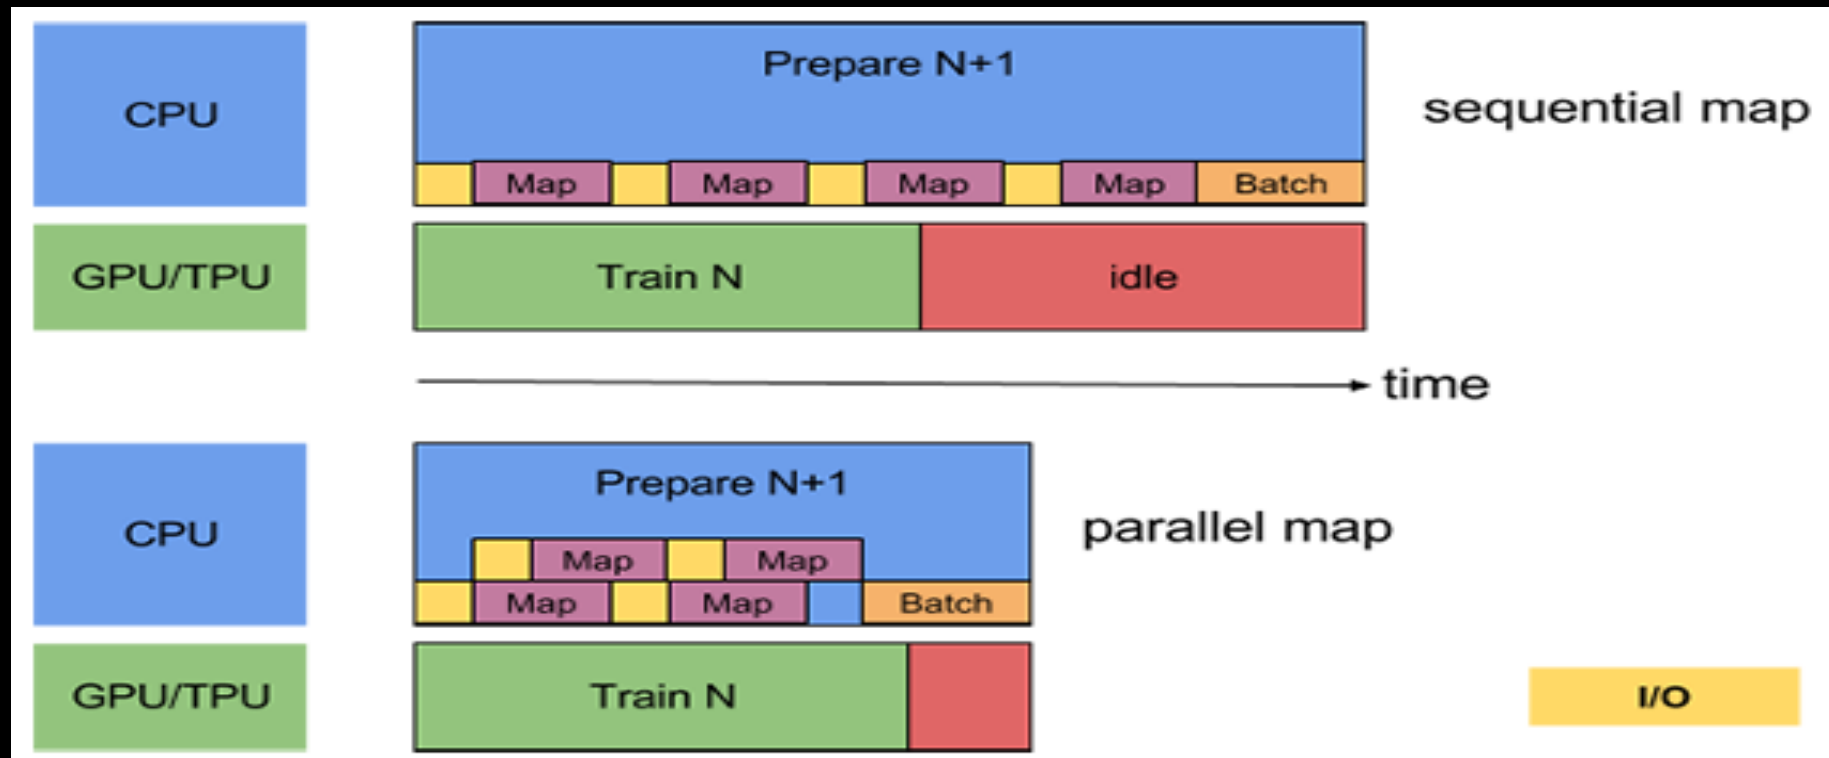 CPU
Prepare N+1
sequential map
Map
Map
Map
Map
Batch
GPU/TPU
Train N
idle
time
CPU
Prepare N+1
parallel map
Map
Map
Map
Map
Batch
GPU/TPU
Train N
I/O